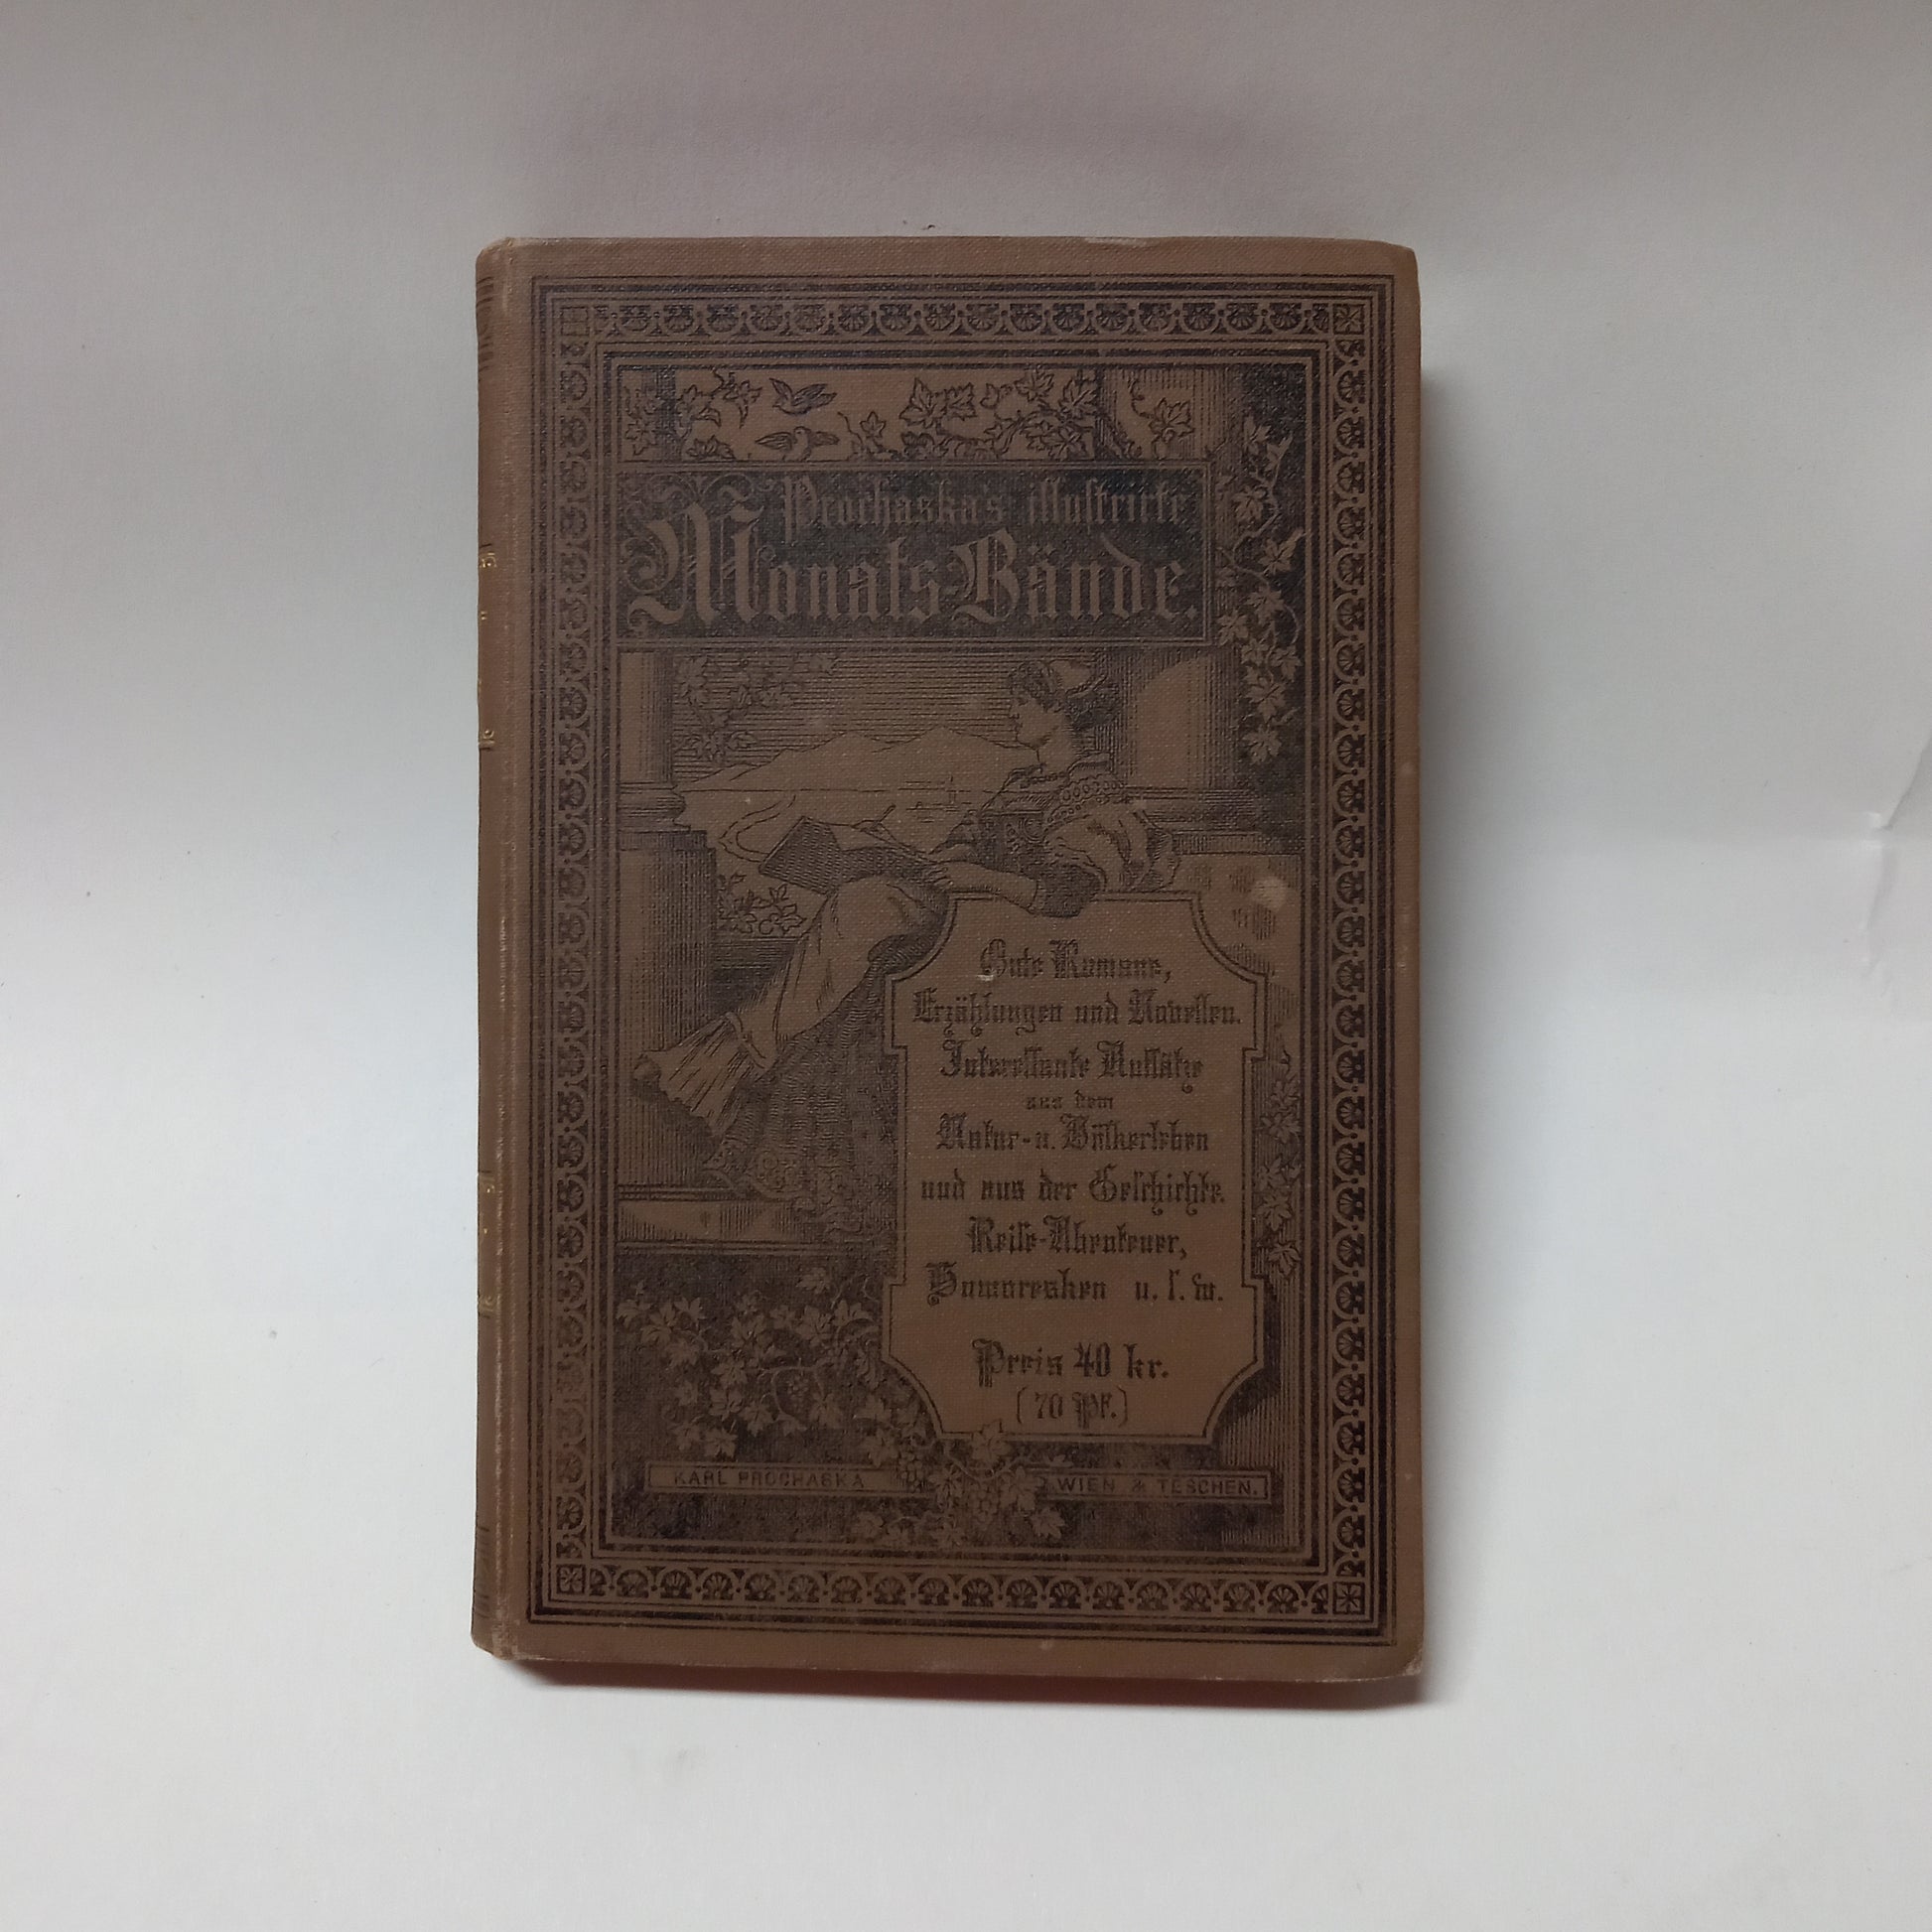 Prochaska's illustrirte
Monats Bände.
Gute Romane,
Erzählungen und Novellen.
Interessante Aufsätze
aus dem
Natur- u. Völkerleben
und aus der Geschichte.
Reise-Abenteuer,
Humoresken u. s. w.
Preis 40 kr.
(70 Pf.)
KARL PROCHASKA
WIEN & TESCHEN.